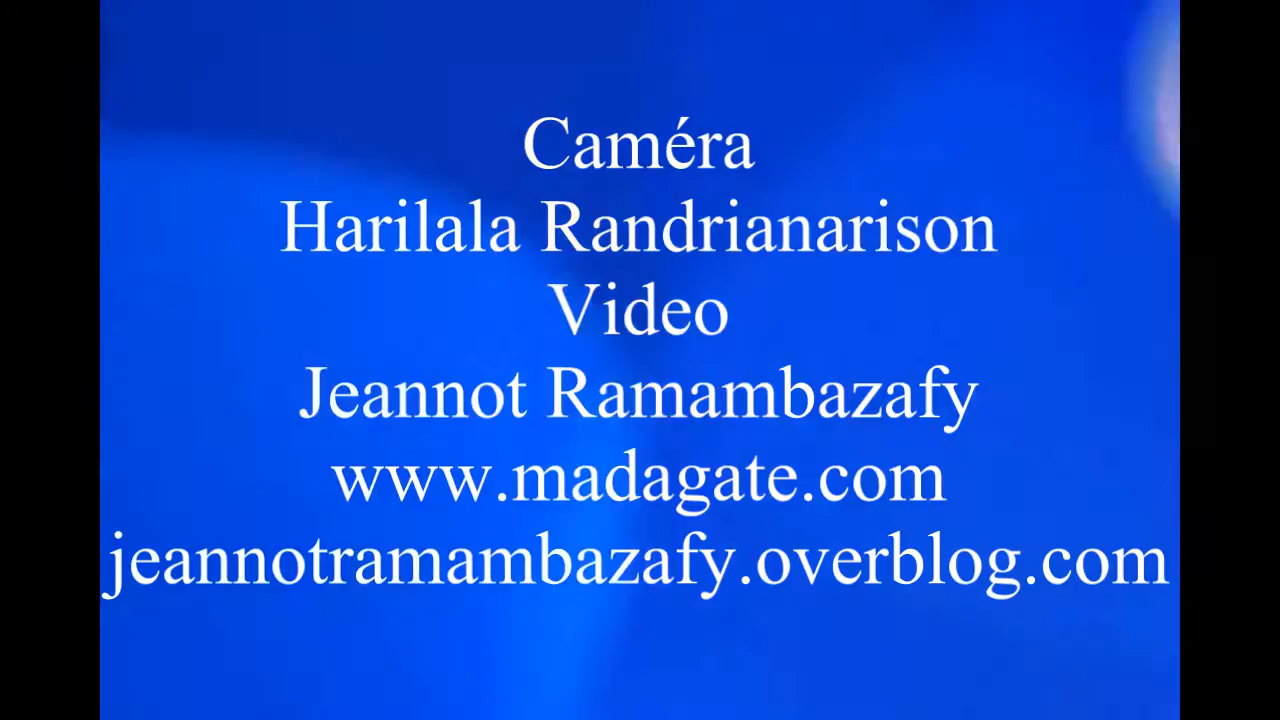 Caméra
Harilala Randrianarison
Video
Jeannot Ramambazafy
www.madagate.com
jeannotramambazafy.overblog.com